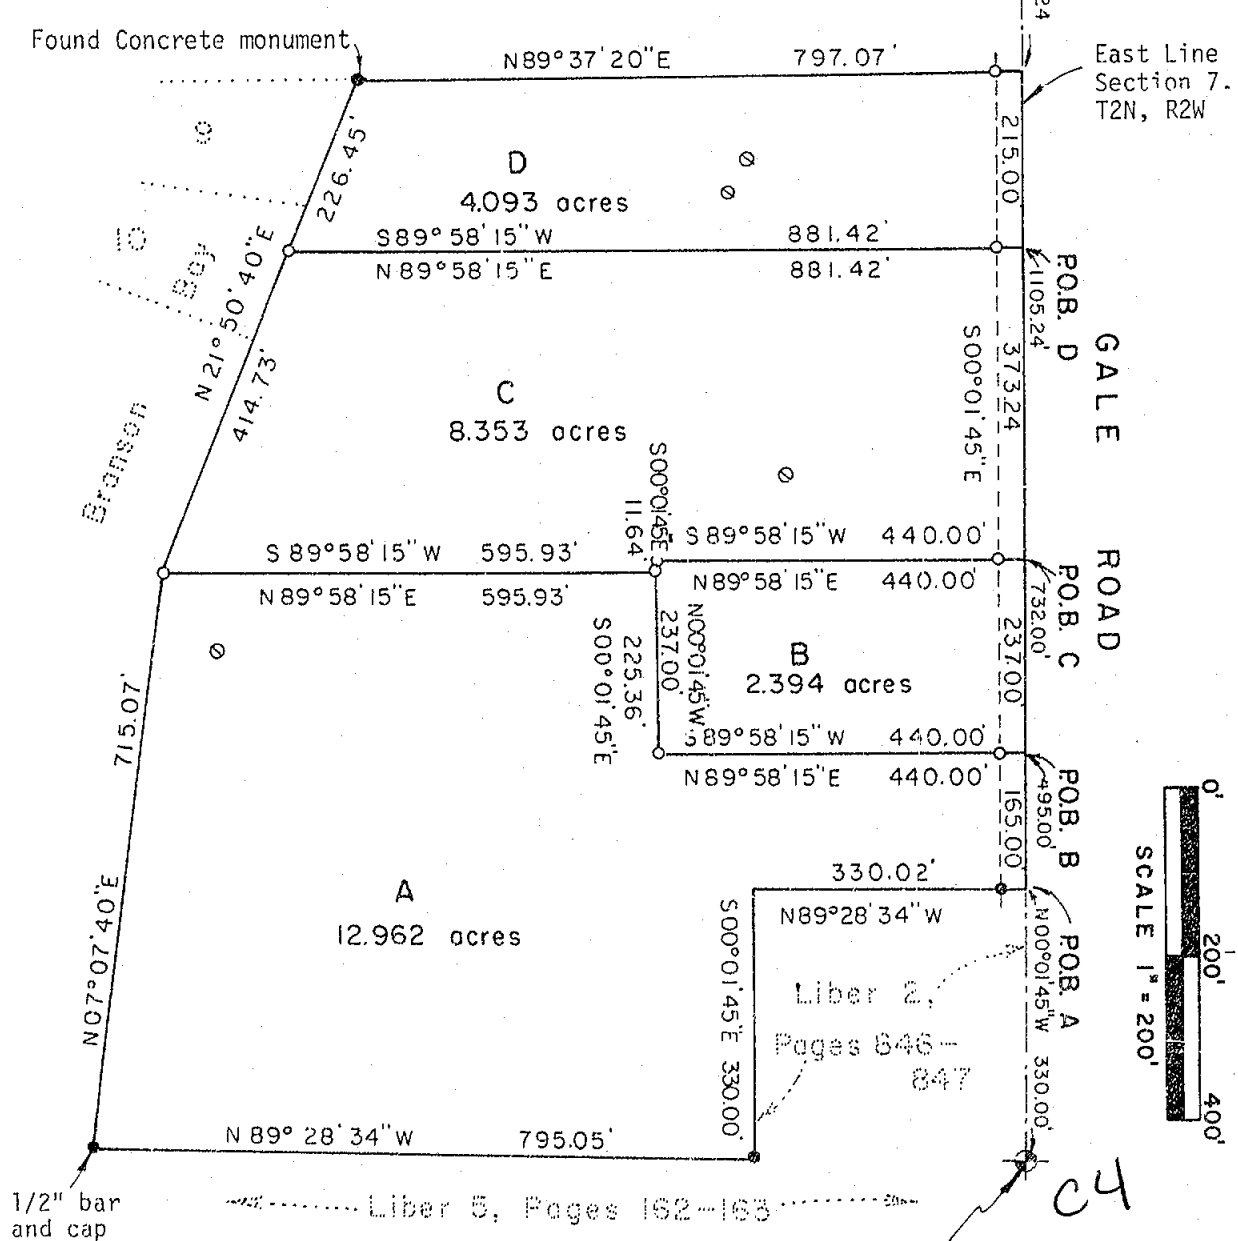 24
Found Concrete monument
N89°37'20"E 797.07'
East Line
Section 7.
T2N, R2W
9
226.45'
D
4.093 acres
215.00
10
Bay
S89°58'15"W 881.42'
N89°58'15"E 881.42'
P.O.B. D
1105.24'
GALE ROAD
N21°50'40"E
414.73'
C
8.353 acres
S00°01'45"E
373.24
Branson
S00°01'45E"
11.64'
S89°58'15"W 440.00'
S89°58'15"W 595.93'
N89°58'15"E 440.00'
N89°58'15"E 595.93'
P.O.B. C
732.00'
225.36'
S00°01'45"E
237.00'
N00°01'45"W
B
2.394 acres
237.00
715.07'
S89°58'15"W 440.00'
N89°58'15"E 440.00'
P.O.B. B
495.00'
165.00
0'
200'
400'
SCALE 1" = 200'
330.02'
N89°28'34"W
A
12.962 acres
N07°07'40"E
S00°01'45"E 330.00'
P.O.B. A
N00°01'45"W 330.00'
Liber 2,
Pages 846-
847
N89°28'34"W 795.05'
C4
1/2" bar
and cap
Liber 5, Pages 162-163